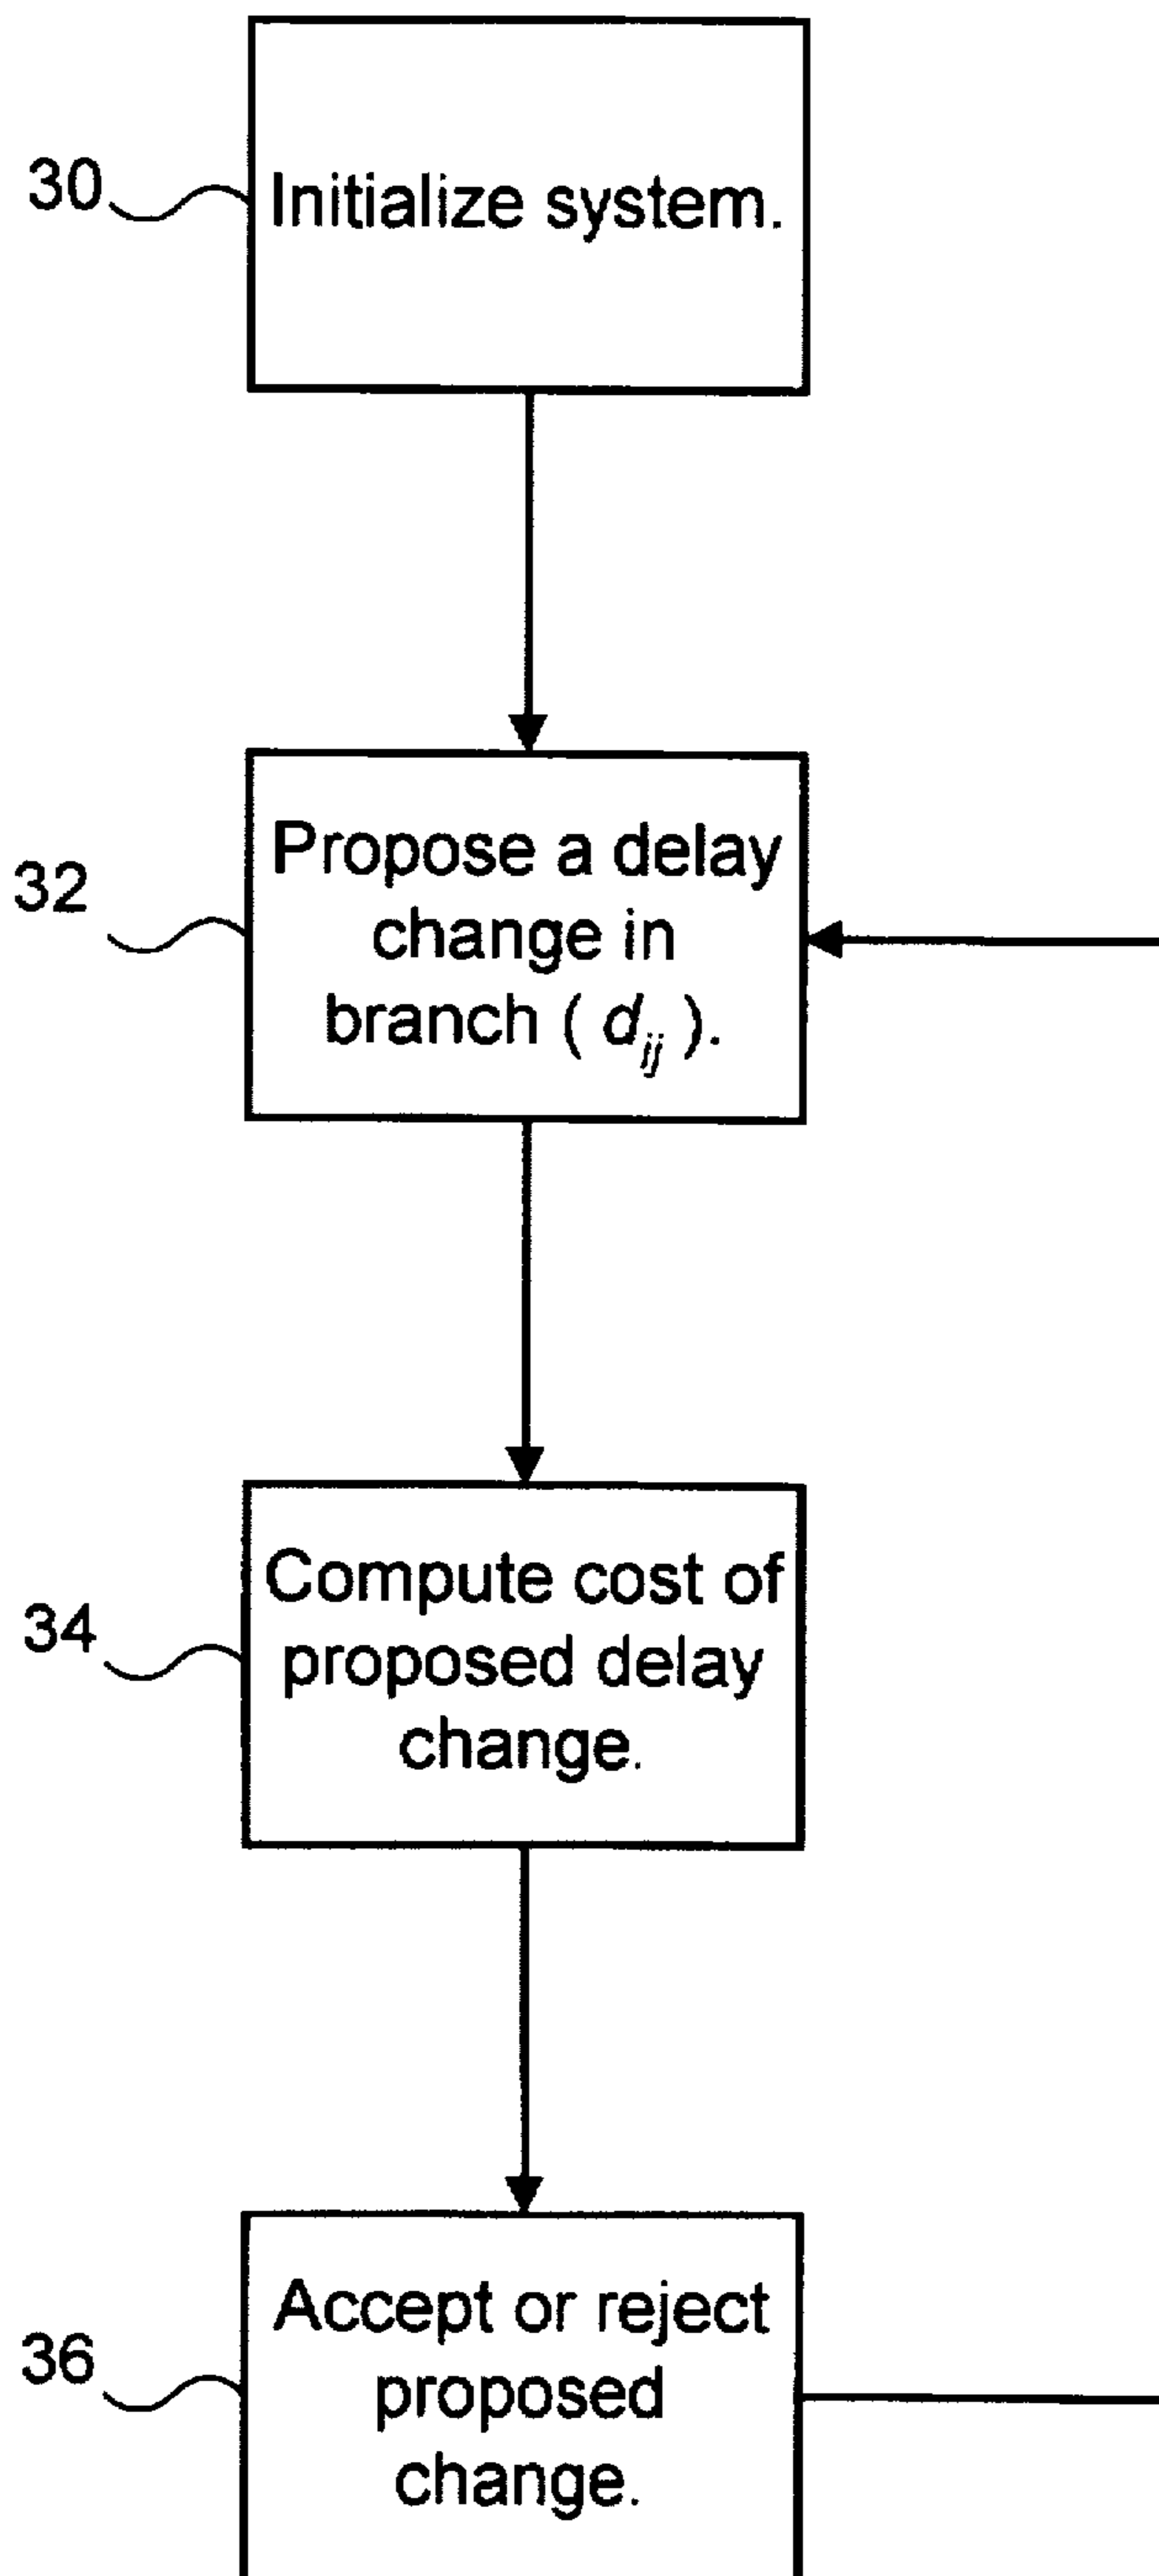 30
Initialize system.
32
Propose a delay
change in
branch ( d_ij ).
34
Compute cost of
proposed delay
change.
36
Accept or reject
proposed
change.